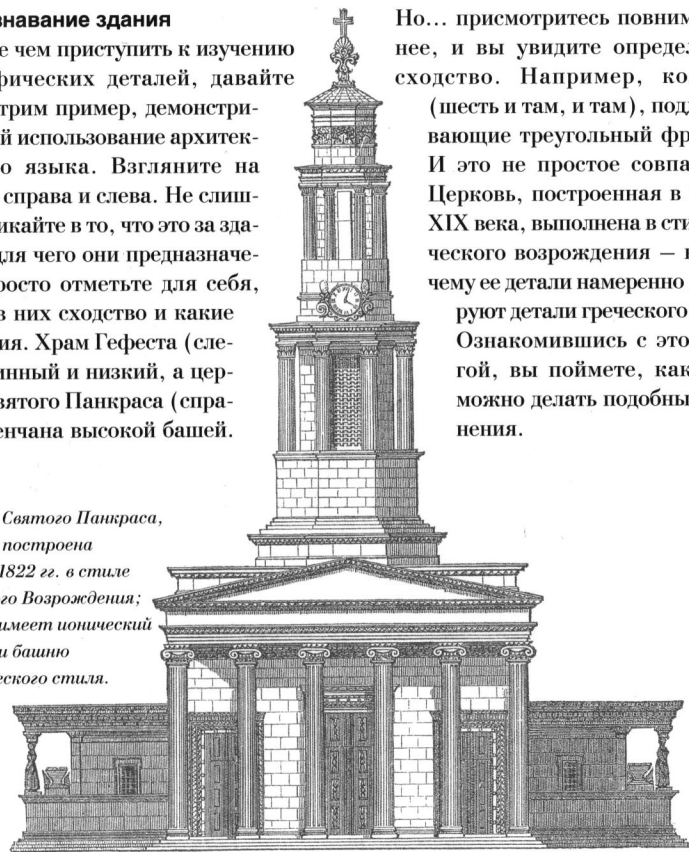 знавание здания
е чем приступить к изучению
фических деталей, давайте
трим пример, демонстри-
й использование архитек-
о языка. Взгляните на
справа и слева. Не слиш-
икайте в то, что это за зда-
для чего они предназначе-
росто отметьте для себя,
в них сходство и какие
ия. Храм Гефеста (сле-
инный и низкий, а цер-
вятого Панкраса (спра-
енчана высокой башей.
Святого Панкраса,
построена
1822 гг. в стиле
го Возрождения;
имеет ионический
и башню
еского стиля.
Но... присмотритесь повним
нее, и вы увидите определ
сходство. Например, ко
(шесть и там, и там), подд
вающие треугольный фр
И это не простое совпа
Церковь, построенная в
XIX века, выполнена в сти
ческого возрождения – в
чему ее детали намеренно
руют детали греческого
Ознакомившись с это
гой, вы поймете, как
можно делать подобны
нения.